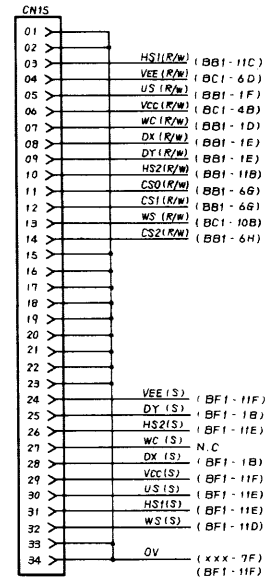 CN15
01
02
03 HS1(R/W) (BB1-11C)
04 VEE(R/W) (BC1-6D)
05 US (R/W) (BB1-1F)
06 VCC(R/W) (BC1-4B)
07 WC(R/W) (BB1-1D)
08 DX (R/W) (BB1-1E)
09 DY(R/W) (BB1-1E)
10 HS2(R/W) (BB1-11B)
11 CS0(R/W) (BB1-6G)
12 CS1(R/W) (BB1-6G)
13 WS (R/W) (BC1-10B)
14 CS2(R/W) (BB1-6H)
15
16
17
18
19
20
21
22
23
24 VEE (S) (BF1-11F)
25 DY (S) (BF1-1B)
26 HS2(S) (BF1-11E)
27 WC (S) N.C
28 DX (S) (BF1-1B)
29 VCC(S) (BF1-11F)
30 US(S) (BF1-11E)
31 HS1(S) (BF1-11E)
32 WS(S) (BF1-11D)
33
34 0V (xxx-7F)
(BF1-11F)